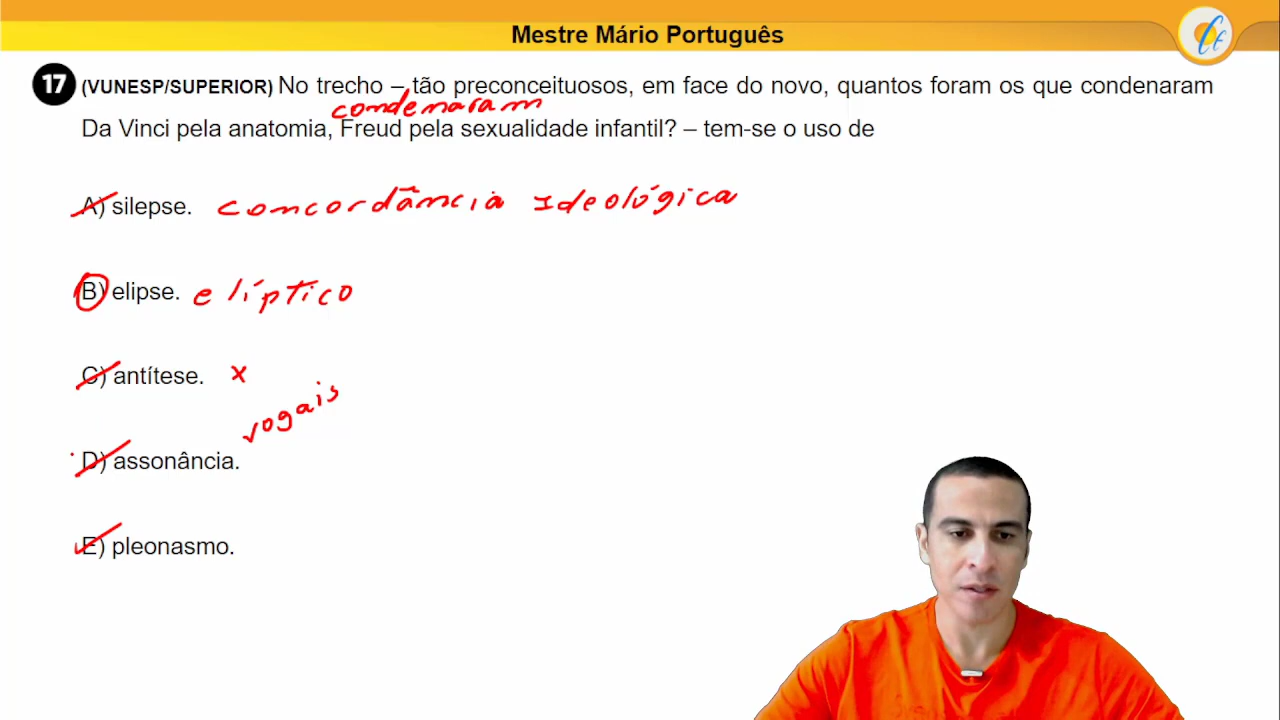 Mestre Mário Português
17 (VUNESP/SUPERIOR) No trecho – tão preconceituosos, em face do novo, quantos foram os que condenaram
condenaram
Da Vinci pela anatomia, Freud pela sexualidade infantil? – tem-se o uso de
A) silepse. concordância Ideológica
B) elipse. elíptico
C) antítese. x
vogais
D) assonância.
E) pleonasmo.